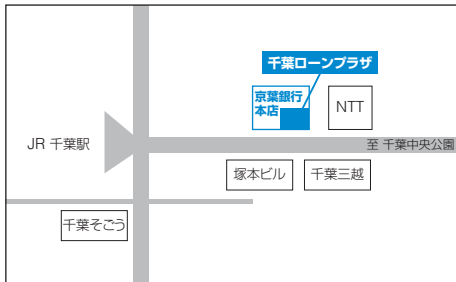 千葉ローンプラザ
京葉銀行
本店
NTT
JR 千葉駅
至 千葉中央公園
塚本ビル
千葉三越
千葉そごう